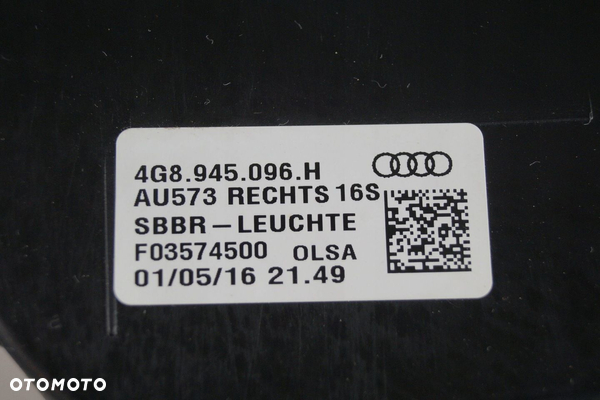 4G8.945.096.H
AU573 RECHTS 16S
SBBR-LEUCHTE
F03574500 OLSA
01/05/16 21.49
OTOMOTO